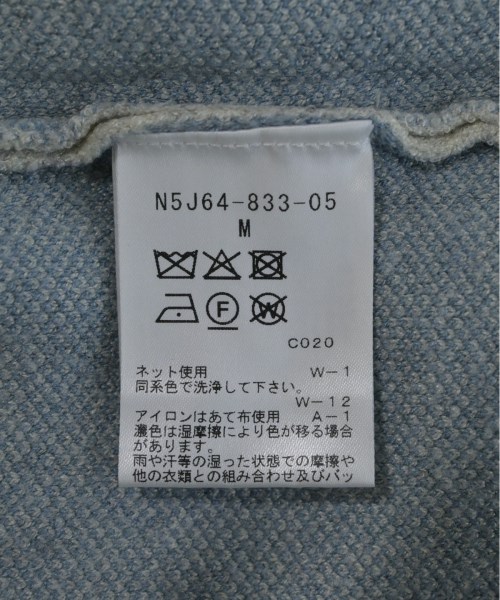 N5J64-833-05
M
F W
C020
ネット使用 W-1
同系色で洗浄して下さい。
W-12
アイロンはあて布使用 A-1
濃色は湿摩擦により色が移る場合
があります。
雨や汗等の湿った状態での摩擦や
他の衣類との組み合わせ及びバッ